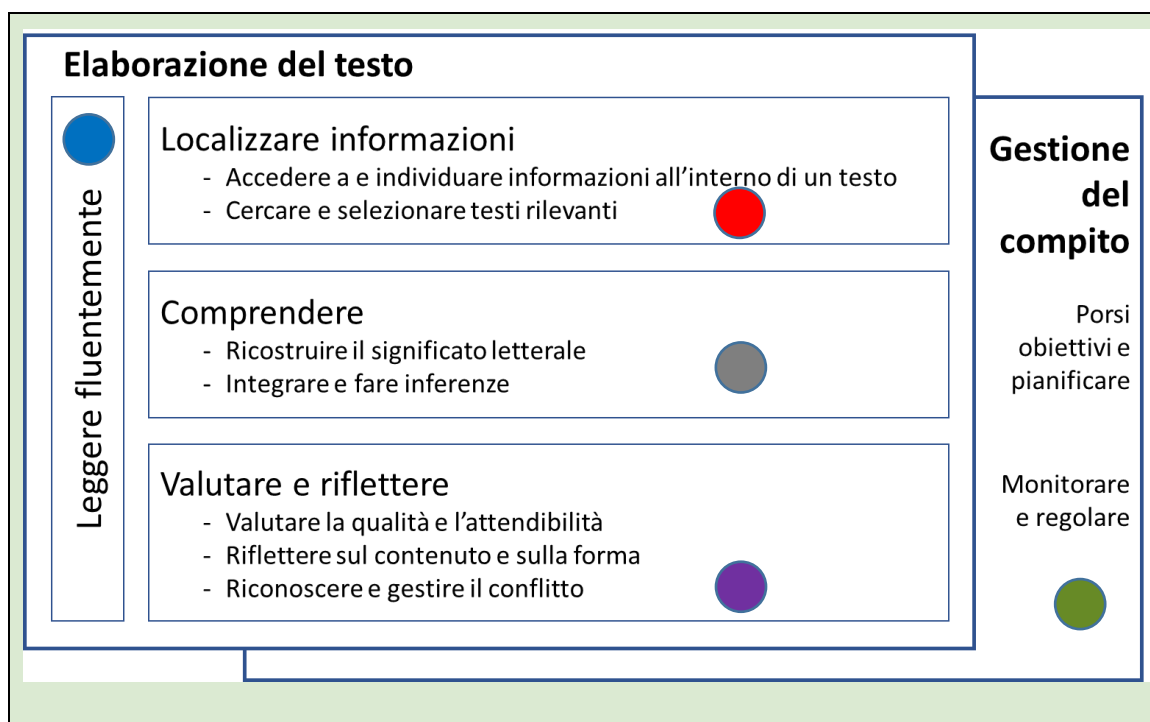 Elaborazione del testo
Leggere fluentemente
Localizzare informazioni
- Accedere a e individuare informazioni all'interno di un testo
- Cercare e selezionare testi rilevanti
Comprendere
- Ricostruire il significato letterale
- Integrare e fare inferenze
Valutare e riflettere
- Valutare la qualità e l'attendibilità
- Riflettere sul contenuto e sulla forma
- Riconoscere e gestire il conflitto
Gestione
del
compito
Porsi
obiettivi e
pianificare
Monitorare
e regolare